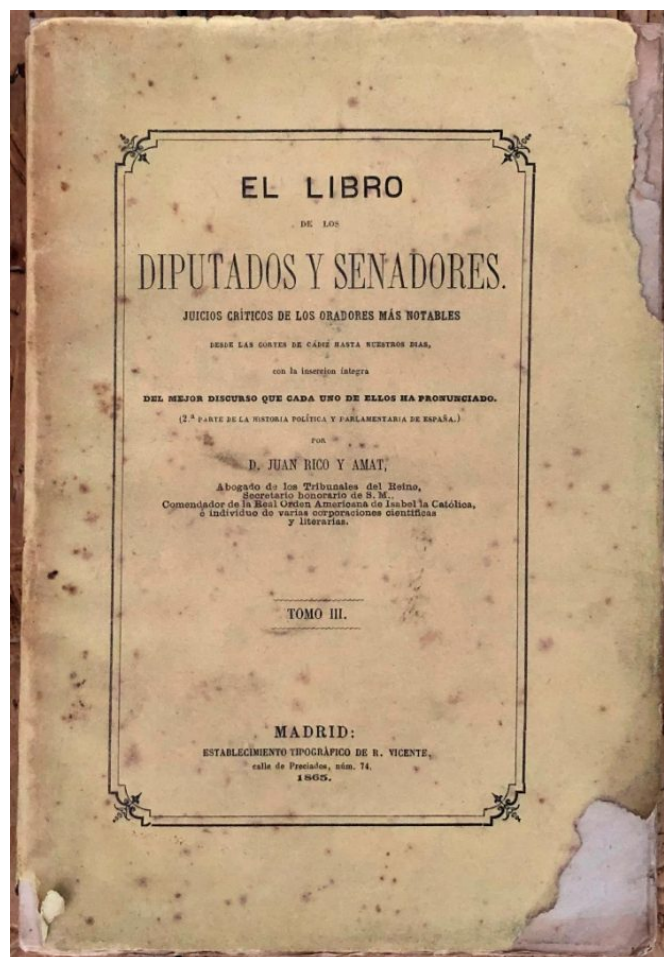 EL LIBRO
DE LOS
DIPUTADOS Y SENADORES.
JUICIOS CRÍTICOS DE LOS ORADORES MÁS NOTABLES
DESDE LAS CORTES DE CÁDIZ HASTA NUESTROS DIAS,
con la insercion íntegra
DEL MEJOR DISCURSO QUE CADA UNO DE ELLOS HA PRONUNCIADO.
(2.ª PARTE DE LA HISTORIA POLÍTICA Y PARLAMENTARIA DE ESPAÑA.)
POR
D. JUAN RICO Y AMAT,
Abogado de los Tribunales del Reino,
Secretario honorario de S. M.,
Comendador de la Real Orden Americana de Isabel la Católica,
é individuo de varias corporaciones científicas
y literarias.
TOMO III.
MADRID:
ESTABLECIMIENTO TIPOGRÁFICO DE R. VICENTE,
calle de Preciados, núm. 74.
1865.